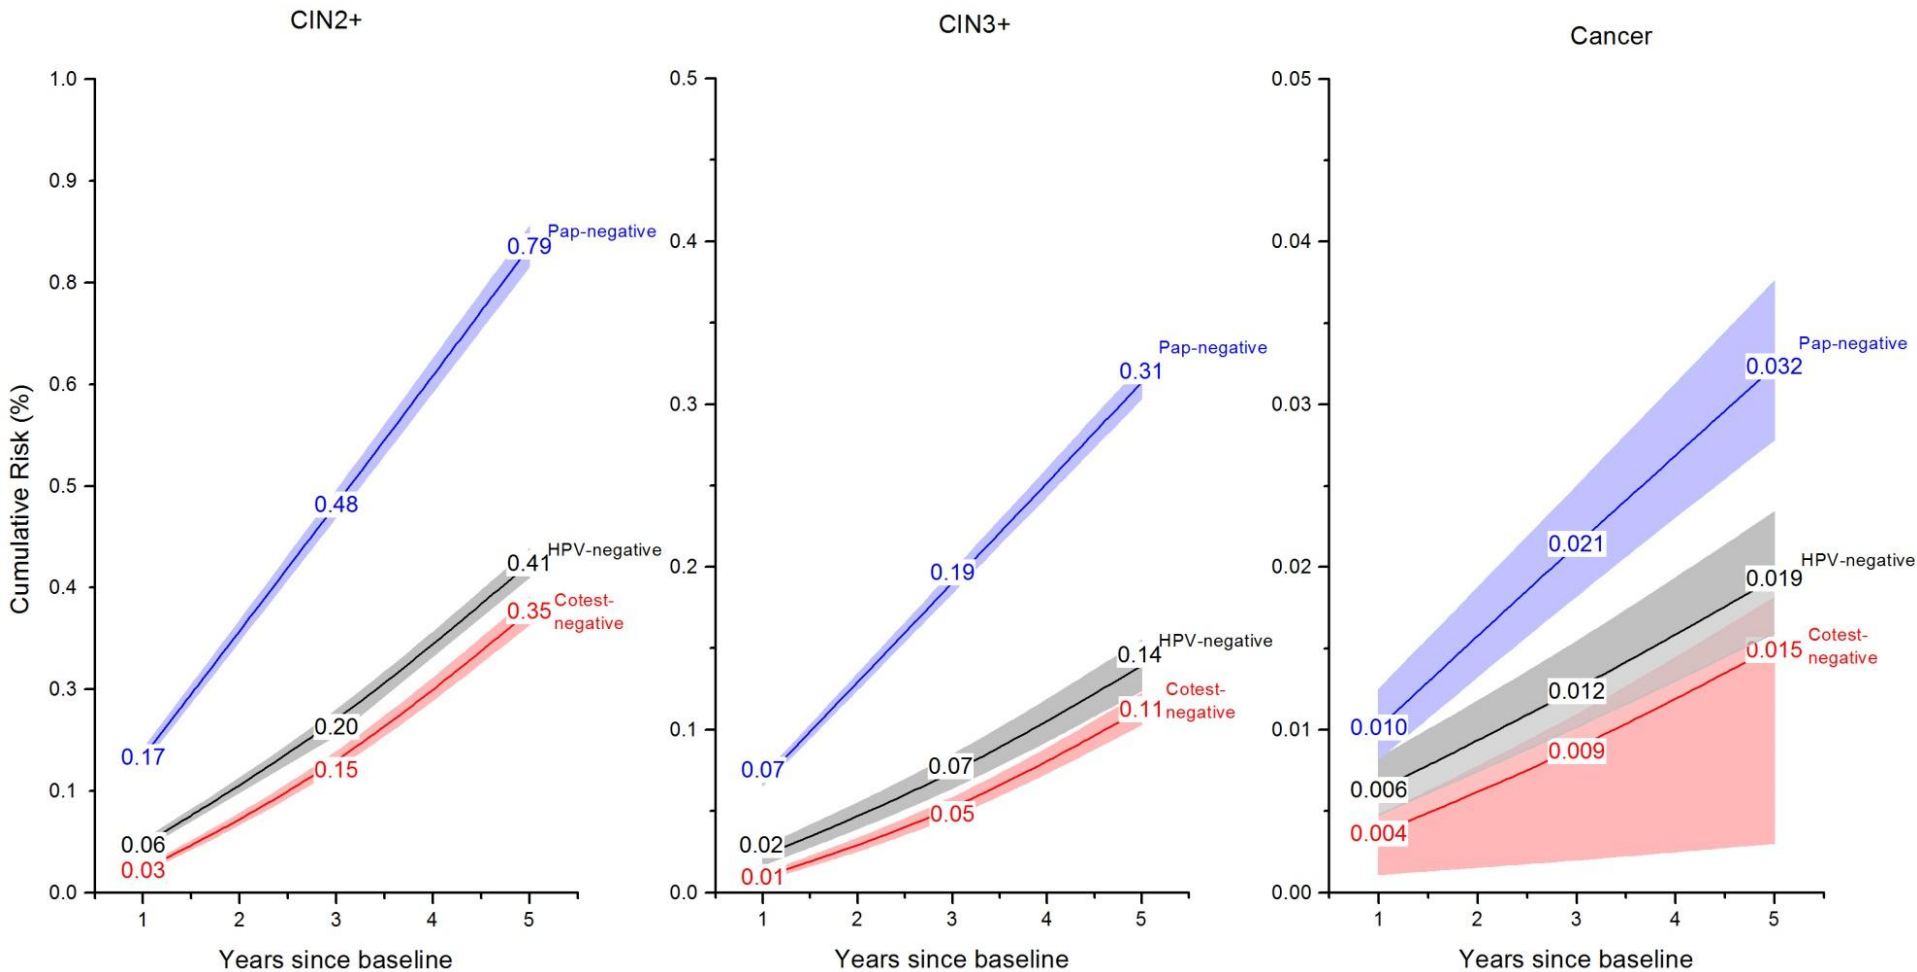 CIN2+
CIN3+
Cancer
Cumulative Risk (%)
1.0
0.9
0.8
0.6
0.5
0.4
0.3
0.1
0.0
0.79
Pap-negative
0.48
0.41
HPV-negative
0.35
Cotest-
negative
0.20
0.15
0.17
0.06
0.03
1 2 3 4 5
Years since baseline
0.5
0.4
0.3
0.2
0.1
0.0
Pap-negative
0.31
0.19
0.14
HPV-negative
0.11
Cotest-
negative
0.07
0.07
0.05
0.02
0.01
1 2 3 4 5
Years since baseline
0.05
0.04
0.03
0.02
0.01
0.00
Pap-negative
0.032
0.021
HPV-negative
0.019
Cotest-
negative
0.015
0.012
0.010
0.009
0.006
0.004
1 2 3 4 5
Years since baseline